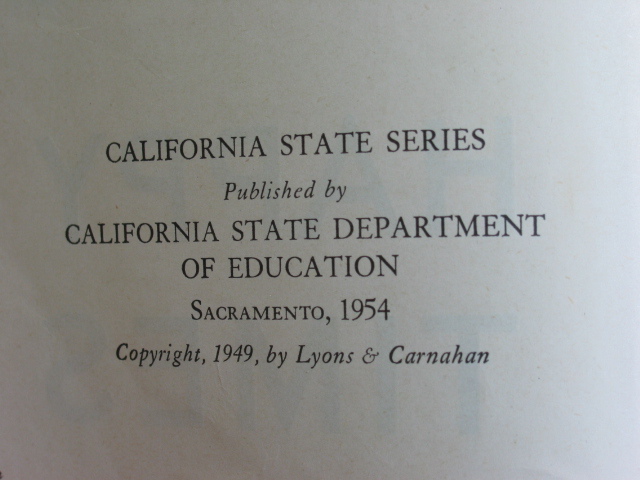 CALIFORNIA STATE SERIES
Published by
CALIFORNIA STATE DEPARTMENT
OF EDUCATION
SACRAMENTO, 1954
Copyright, 1949, by Lyons & Carnahan